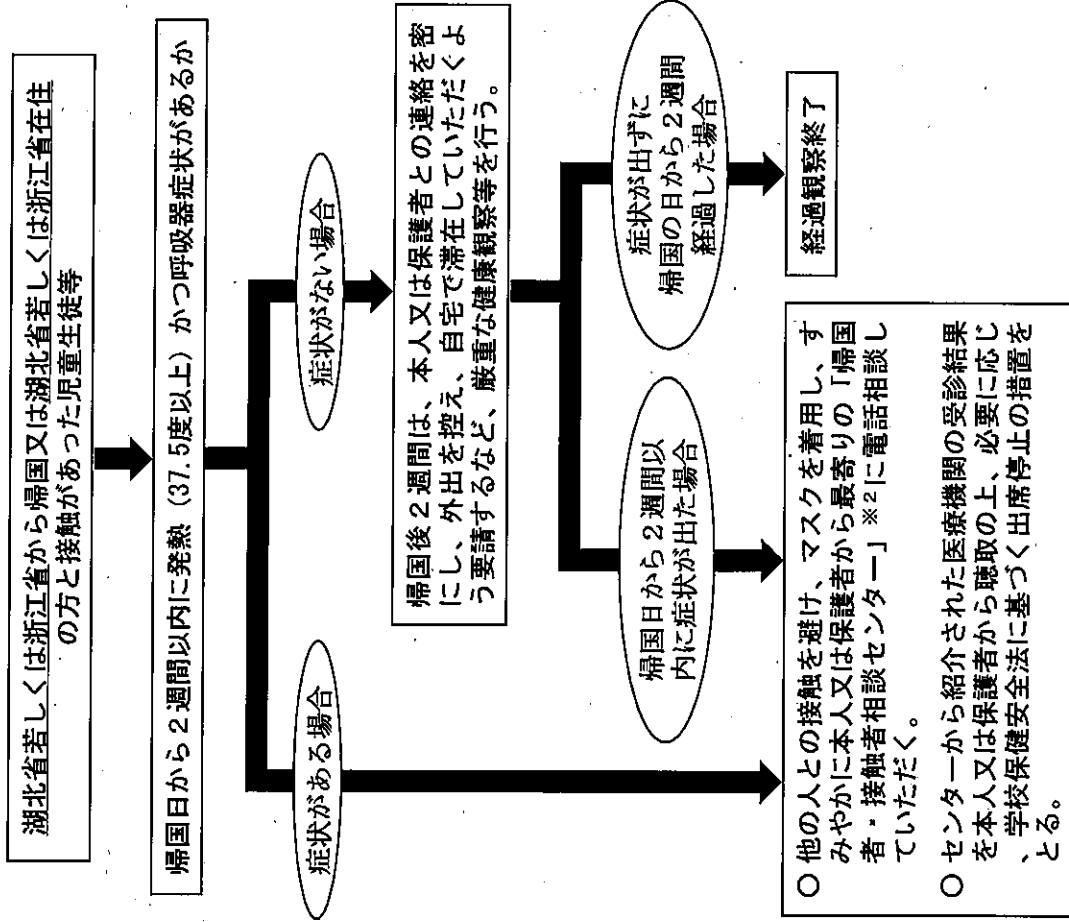 湖北省若しくは浙江省から帰国又は湖北省若しくは浙江省在住
の方と接触があった児童生徒等
帰国日から2週間以内に発熱(37.5度以上)かつ呼吸器症状があるか
症状がある場合
症状がない場合
帰国後2週間は、本人又は保護者との連絡を密
にし、外出を控え、自宅で滞在していただくよ
う要請するなど、厳重な健康観察等を行う。
帰国日から2週間以
内に症状が出た場合
症状が出ずに
帰国の日から2週間
経過した場合
○ 他の人との接触を避け、マスクを着用し、す
みやかに本人又は保護者から最寄りの「帰国
者・接触者相談センター」※2に電話相談し
ていただく。
○ センターから紹介された医療機関の受診結果
を本人又は保護者から聴取の上、必要に応じ
、学校保健安全法に基づく出席停止の措置を
とる。
経過観察終了